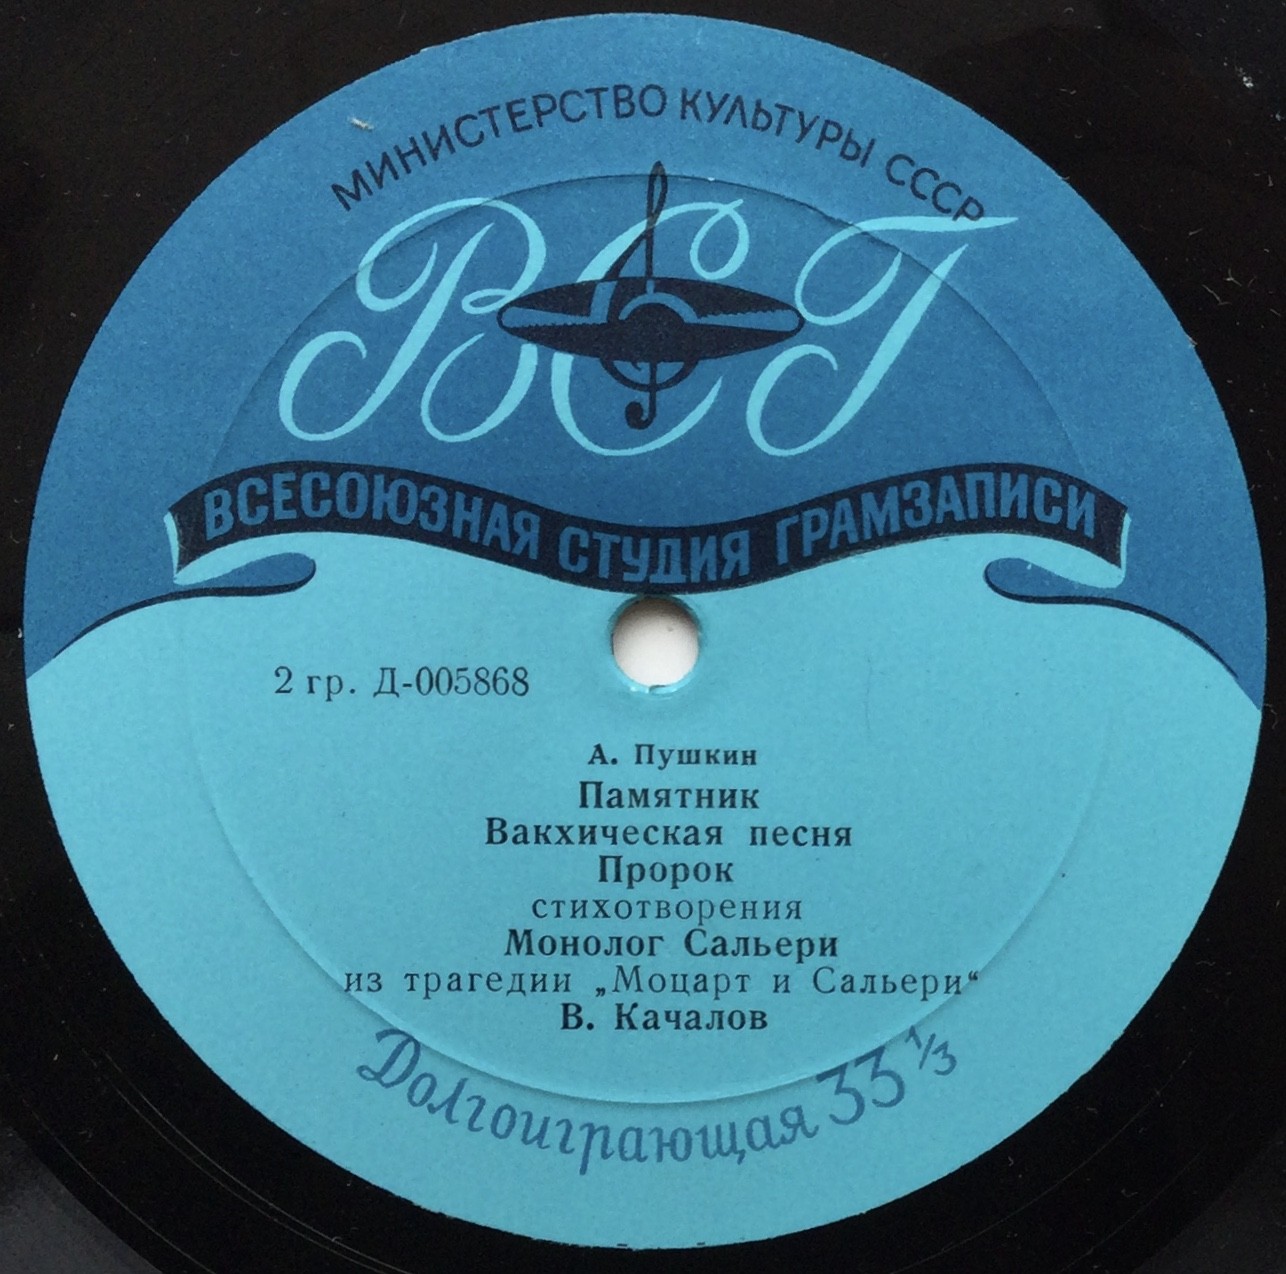 МИНИСТЕРСТВО КУЛЬТУРЫ СССР
ВСГ
ВСЕСОЮЗНАЯ СТУДИЯ ГРАМЗАПИСИ
2 гр. Д-005868
А. Пушкин
Памятник
Вакхическая песня
Пророк
стихотворения
Монолог Сальери
из трагедии „Моцарт и Сальери“
В. Качалов
Долгоиграющая 33 1/3